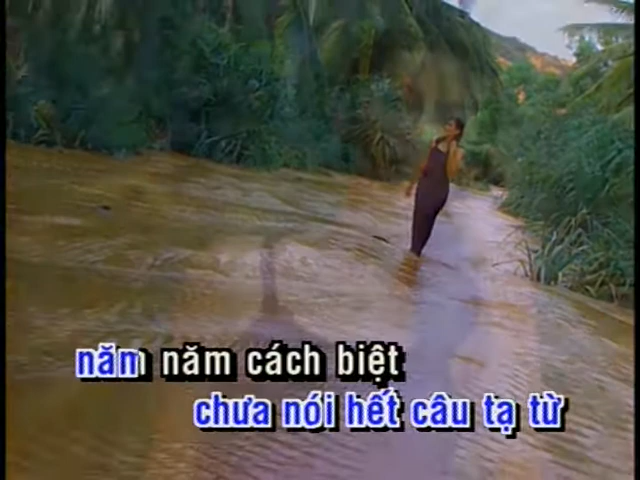 năm năm cách biệt
chưa nói hết câu tạ từ